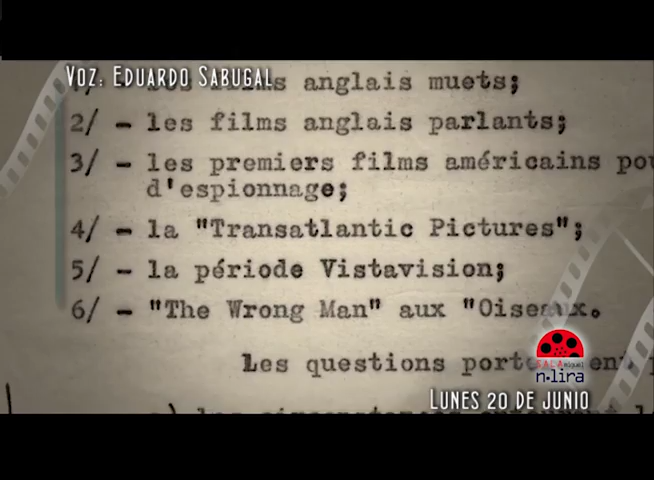 VOZ: EDUARDO SABUGAL
anglais muets;
2/ - les films anglais parlants;
3/ - les premiers films américains
d'espionnage;
4/ - la "Transatlantic Pictures";
5/ - la période Vistavision;
6/ - "The Wrong Man" aux "Oiseaux.
Les questions
SALA
n·lira
LUNES 20 DE JUNIO